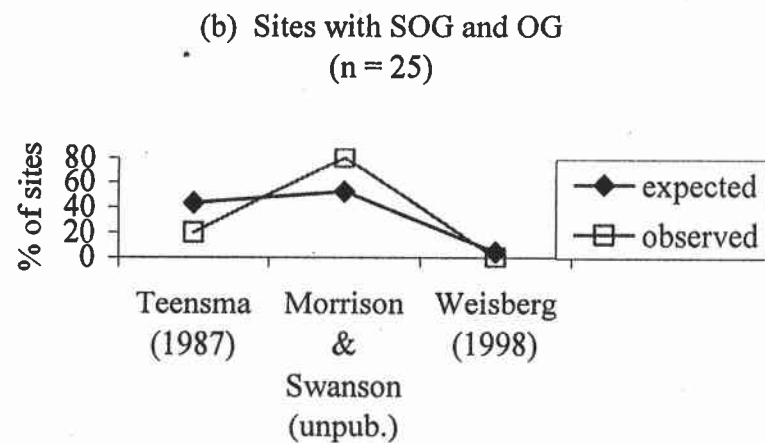 (b) Sites with SOG and OG
(n = 25)
% of sites
80
60
40
20
0
expected
observed
Teensma
(1987)
Morrison
&
Swanson
(unpub.)
Weisberg
(1998)